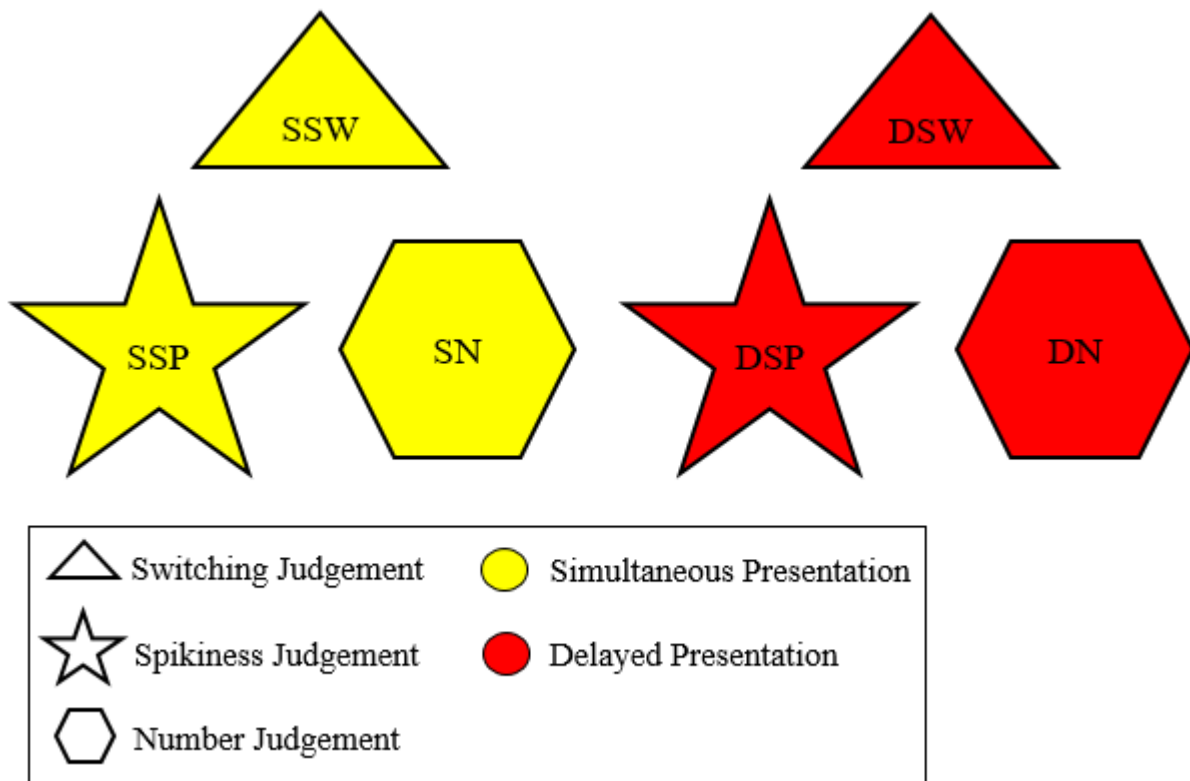 SSW
DSW
SSP
SN
DSP
DN
Switching Judgement
Simultaneous Presentation
Spikiness Judgement
Delayed Presentation
Number Judgement